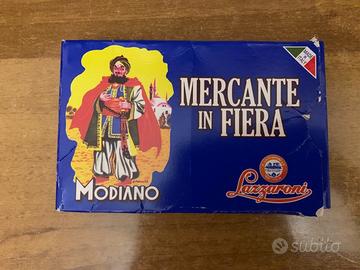 MERCANTE
IN FIERA
MODIANO
Lazzaroni
subito